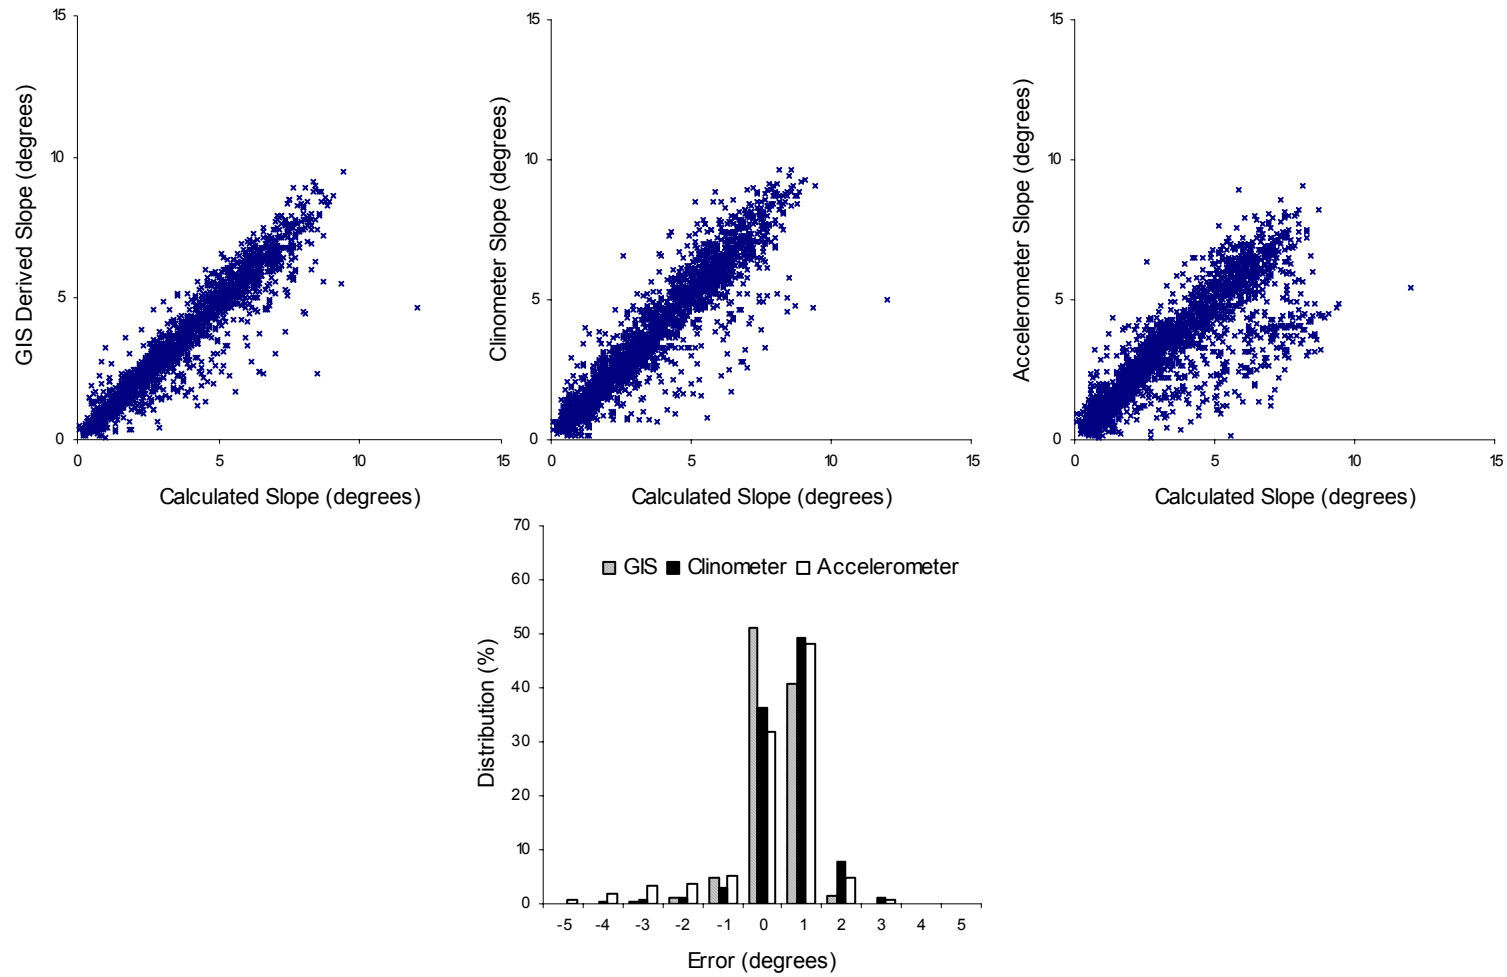 15
10
5
0
GIS Derived Slope (degrees)
0 5 10 15
Calculated Slope (degrees)
15
10
5
0
Clinometer Slope (degrees)
0 5 10 15
Calculated Slope (degrees)
15
10
5
0
Accelerometer Slope (degrees)
0 5 10 15
Calculated Slope (degrees)
70
60
50
40
30
20
10
0
Distribution (%)
GIS Clinometer Accelerometer
-5 -4 -3 -2 -1 0 1 2 3 4 5
Error (degrees)